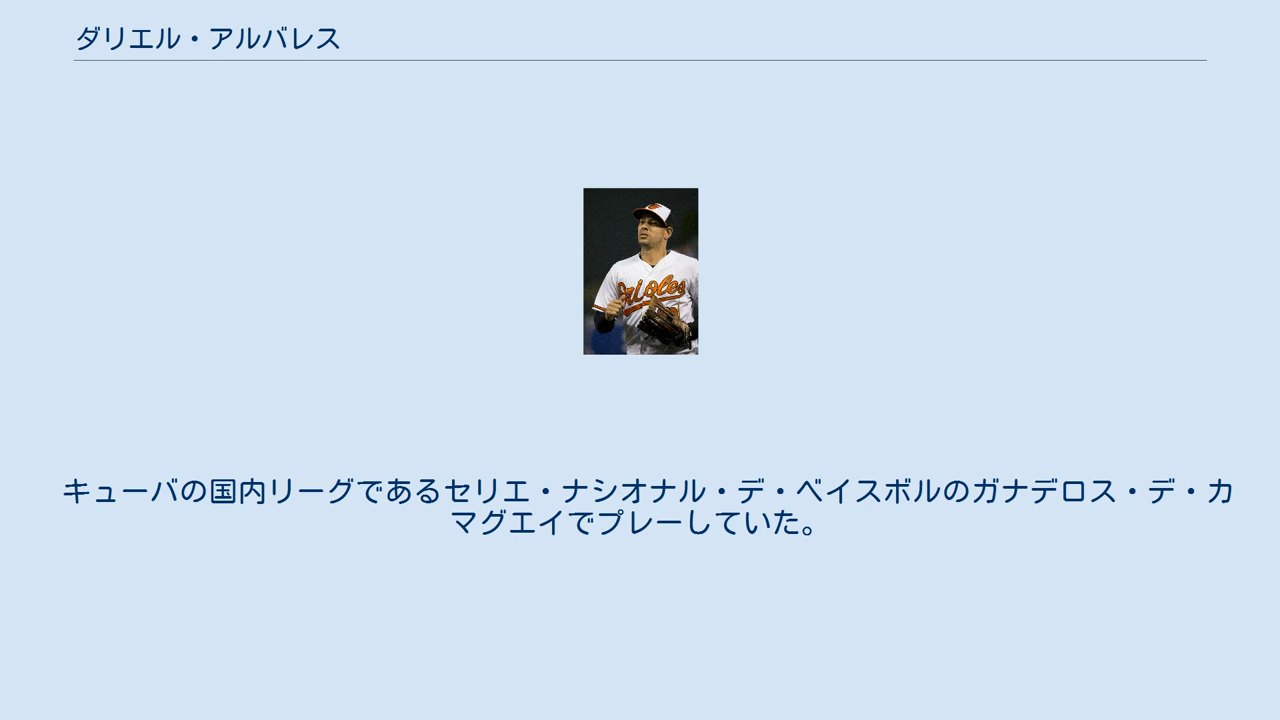 ダリエル・アルバレス
Orioles
キューバの国内リーグであるセリエ・ナシオナル・デ・ベイスボルのガナデロス・デ・カ
マグエイでプレーしていた。